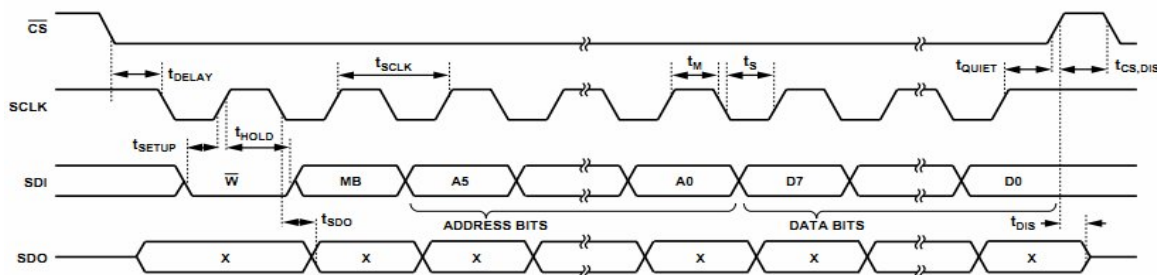 CS
tDELAY
tSCLK
tM
tS
tQUIET
tCS,DIS
SCLK
tSETUP
tHOLD
SDI
W
MB
A5
A0
D7
D0
tSDO
ADDRESS BITS
DATA BITS
tDIS
SDO
X
X
X
X
X
X